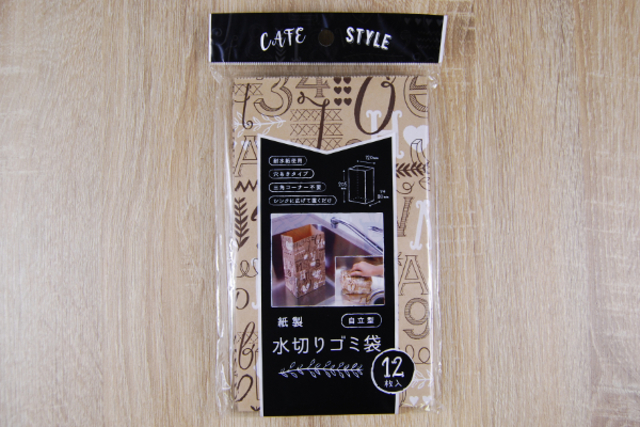 CAFE STYLE
耐水紙使用
穴あきタイプ
三角コーナー不要
シンクに広げて置くだけ
紙製
自立型
水切りゴミ袋
12
枚入